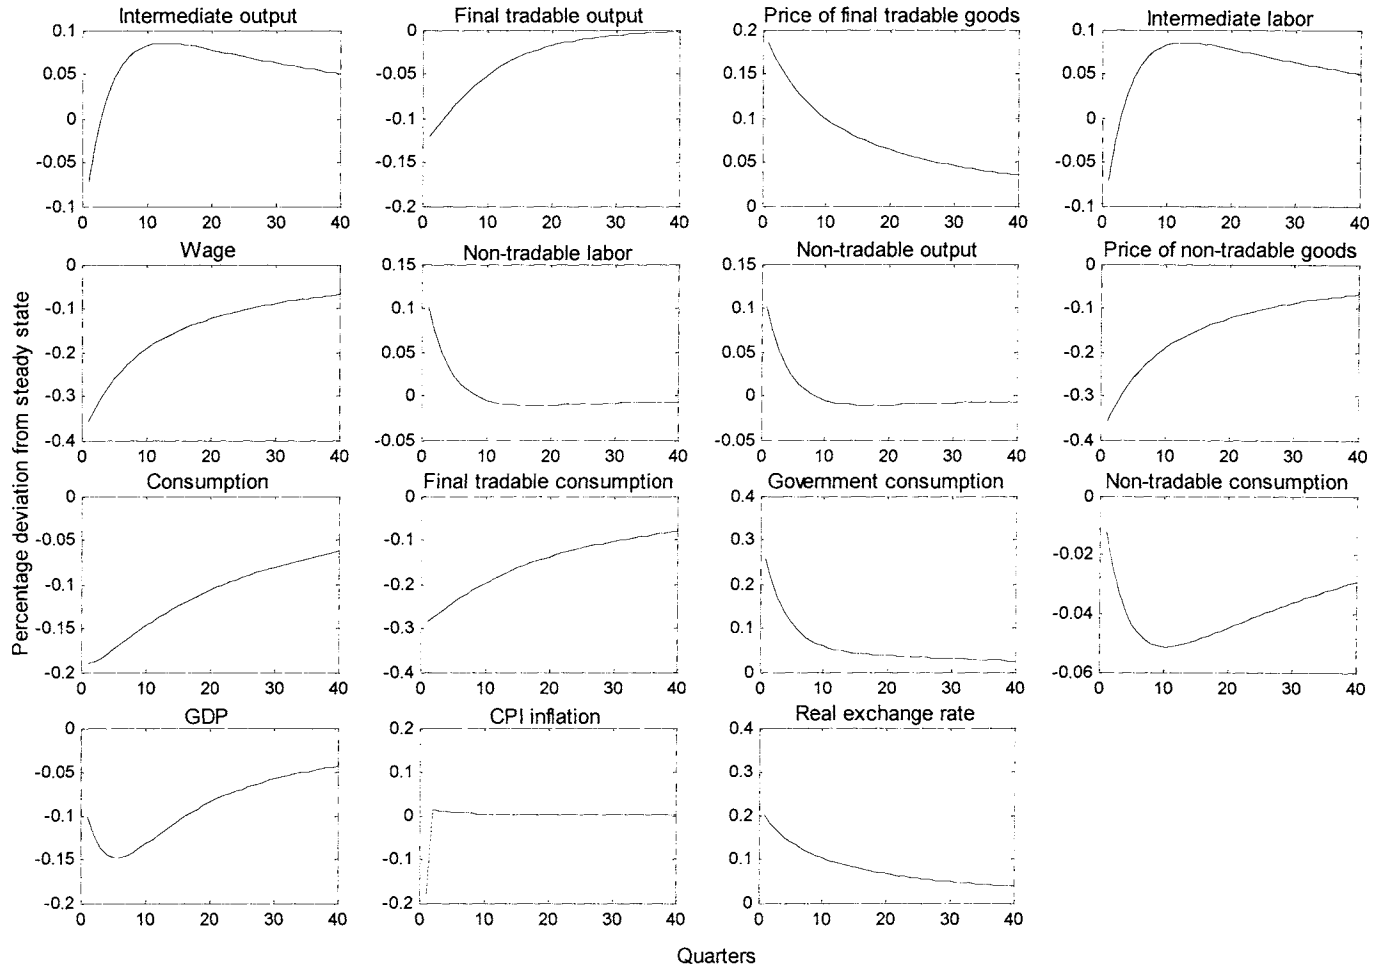 Intermediate output
Final tradable output
Price of final tradable goods
Intermediate labor
0.1
0.05
0
-0.05
-0.1
0 10 20 30 40
0
-0.05
-0.1
-0.15
-0.2
0 10 20 30 40
0.2
0.15
0.1
0.05
0
0 10 20 30 40
0.1
0.05
0
-0.05
-0.1
0 10 20 30 40
Percentage deviation from steady state
Wage
Non-tradable labor
Non-tradable output
Price of non-tradable goods
0
-0.1
-0.2
-0.3
-0.4
0 10 20 30 40
0.15
0.1
0.05
0
-0.05
0 10 20 30 40
0.15
0.1
0.05
0
-0.05
0 10 20 30 40
0
-0.1
-0.2
-0.3
-0.4
0 10 20 30 40
Consumption
Final tradable consumption
Government consumption
Non-tradable consumption
0
-0.05
-0.1
-0.15
-0.2
0 10 20 30 40
0
-0.1
-0.2
-0.3
-0.4
0 10 20 30 40
0.4
0.3
0.2
0.1
0
0 10 20 30 40
0
-0.02
-0.04
-0.06
0 10 20 30 40
GDP
CPI inflation
Real exchange rate
0
-0.05
-0.1
-0.15
-0.2
0 10 20 30 40
0.2
0.1
0
-0.1
-0.2
0 10 20 30 40
0.4
0.3
0.2
0.1
0
0 10 20 30 40
Quarters